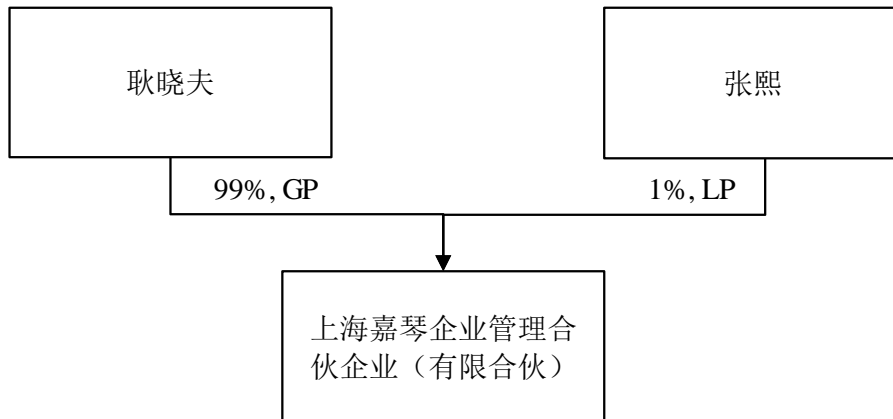 耿晓夫
张熙
99%, GP
1%, LP
上海嘉琴企业管理合
伙企业（有限合伙）